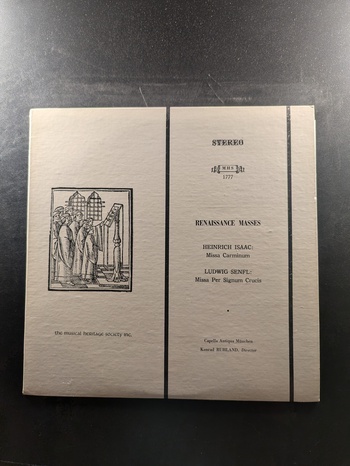 STEREO
MHS
1777
RENAISSANCE MASSES
HEINRICH ISAAC:
Missa Carminum
LUDWIG SENFL:
Missa Per Signum Crucis
the musical heritage society inc.
Capella Antiqua München
Konrad RUHLAND, Director